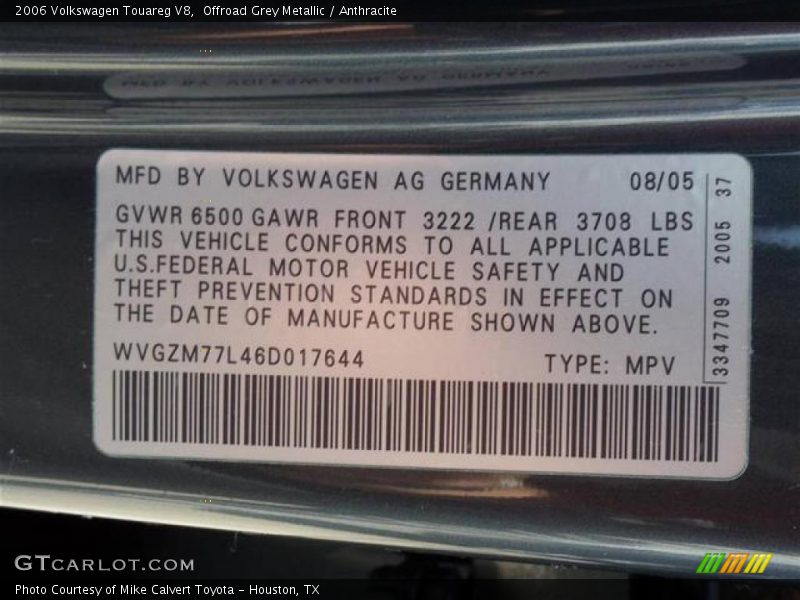 2006 Volkswagen Touareg V8, Offroad Grey Metallic / Anthracite
MFD BY VOLKSWAGEN AG GERMANY 08/05
GVWR 6500 GAWR FRONT 3222 /REAR 3708 LBS
THIS VEHICLE CONFORMS TO ALL APPLICABLE
U.S.FEDERAL MOTOR VEHICLE SAFETY AND
THEFT PREVENTION STANDARDS IN EFFECT ON
THE DATE OF MANUFACTURE SHOWN ABOVE.
WVGZM77L46D017644 TYPE: MPV
3347709 2005 37
GTCARLOT.COM
Photo Courtesy of Mike Calvert Toyota - Houston, TX